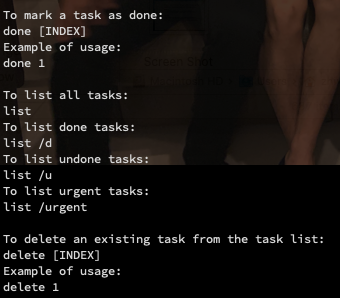 To mark a task as done:
done [INDEX]
Example of usage:
done 1
Screen Shot
To list all tasks:
list
To list done tasks:
list /d
To list undone tasks:
list /u
To list urgent tasks:
list /urgent
To delete an existing task from the task list:
delete [INDEX]
Example of usage:
delete 1